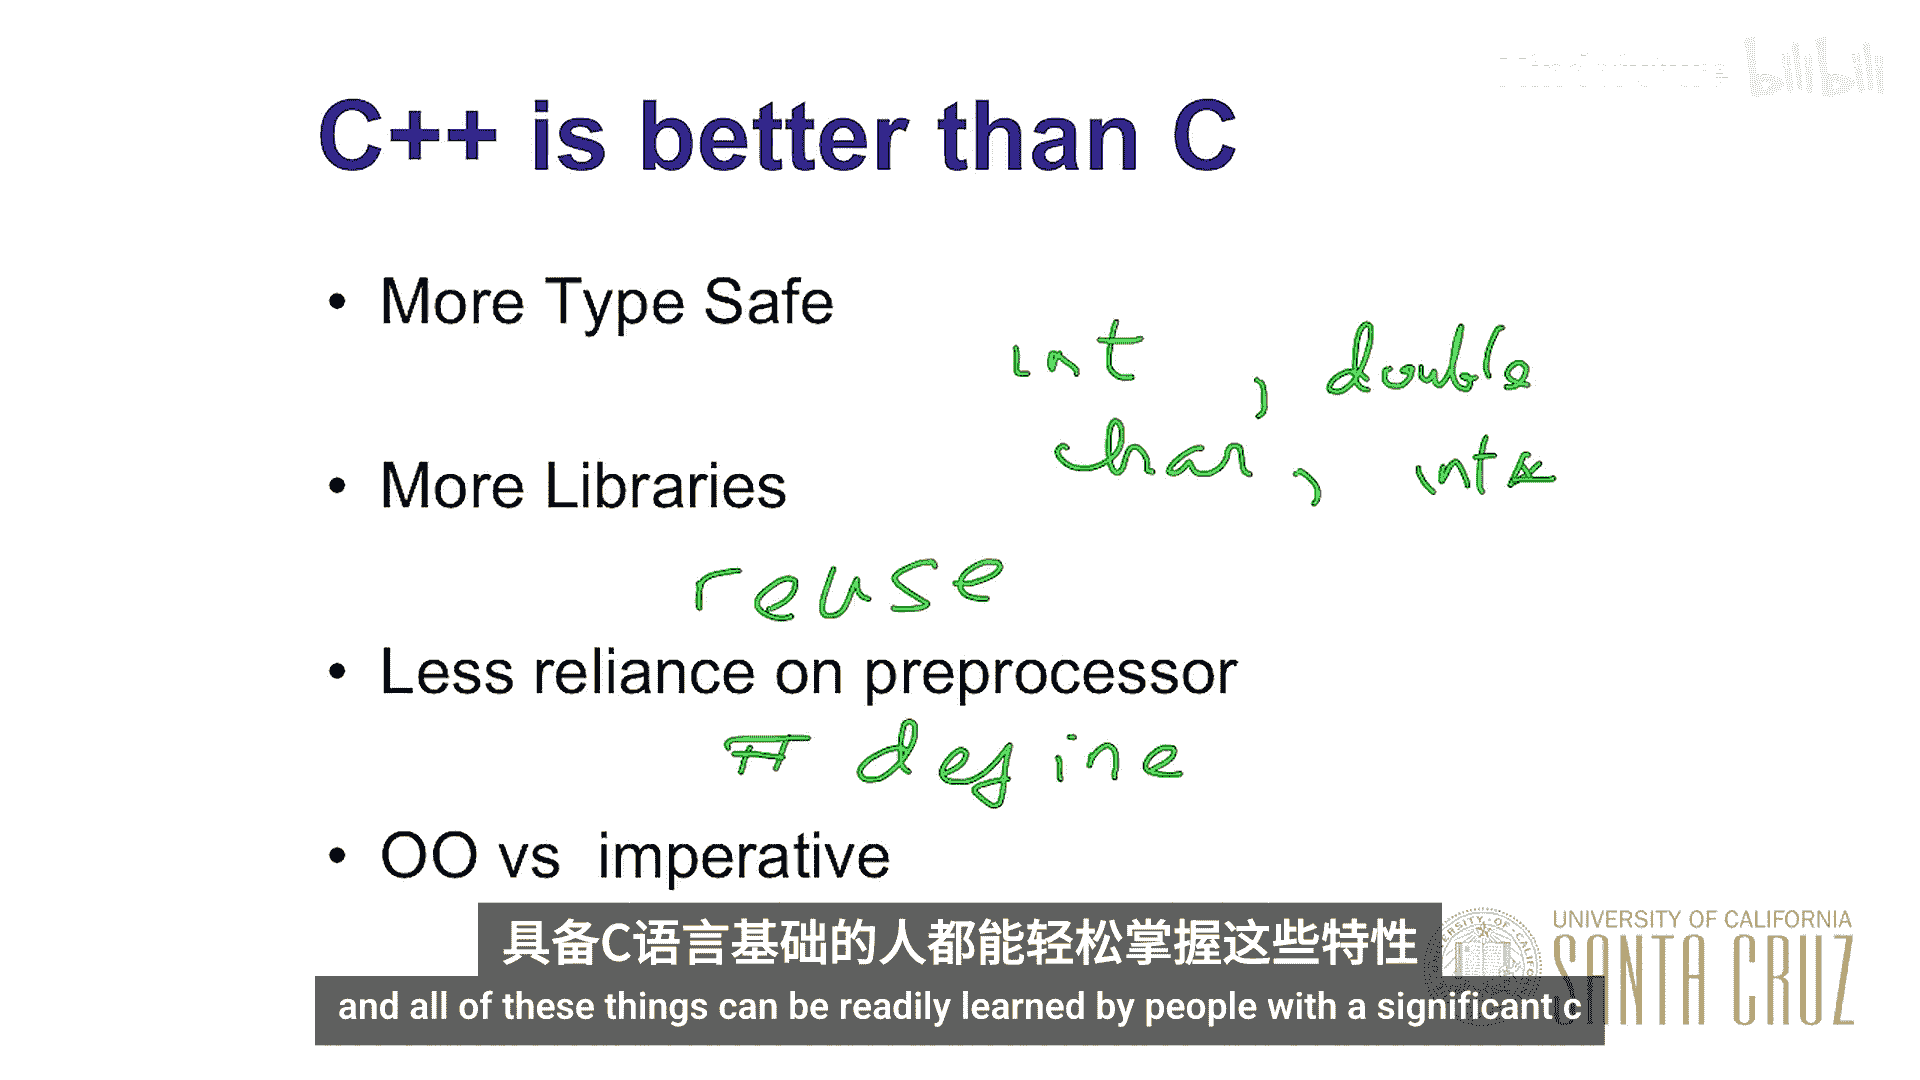 bilibili
C++ is better than C
• More Type Safe
int , double
char , int*
• More Libraries
reuse
• Less reliance on preprocessor
# define
• OO vs imperative
具备C语言基础的人都能轻松掌握这些特性
and all of these things can be readily learned by people with a significant c
UNIVERSITY OF CALIFORNIA
SANTA CRUZ